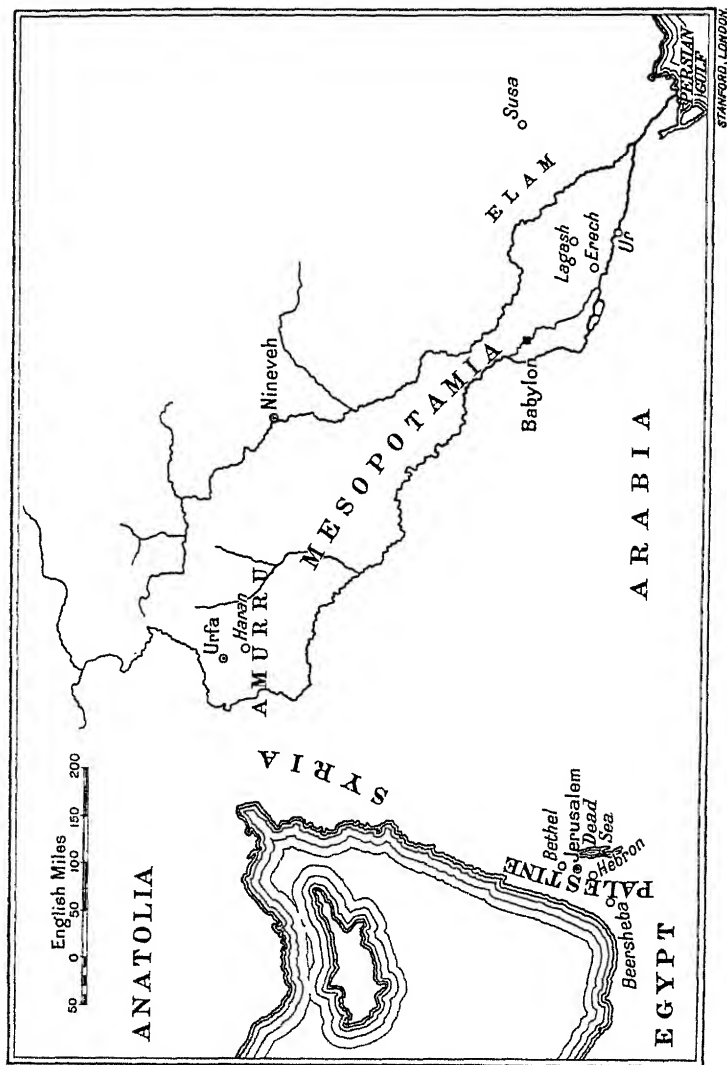 English Miles
50 0 50 100 150 200
ANATOLIA
SYRIA
AMURRU
Urfa
Haran
Nineveh
MESOPOTAMIA
ELAM
Susa
Babylon
Lagash
Erech
Ur
PERSIAN
GULF
ARABIA
PALESTINE
Bethel
Jerusalem
Dead
Sea
Hebron
Beersheba
EGYPT
STANFORD, LONDON.